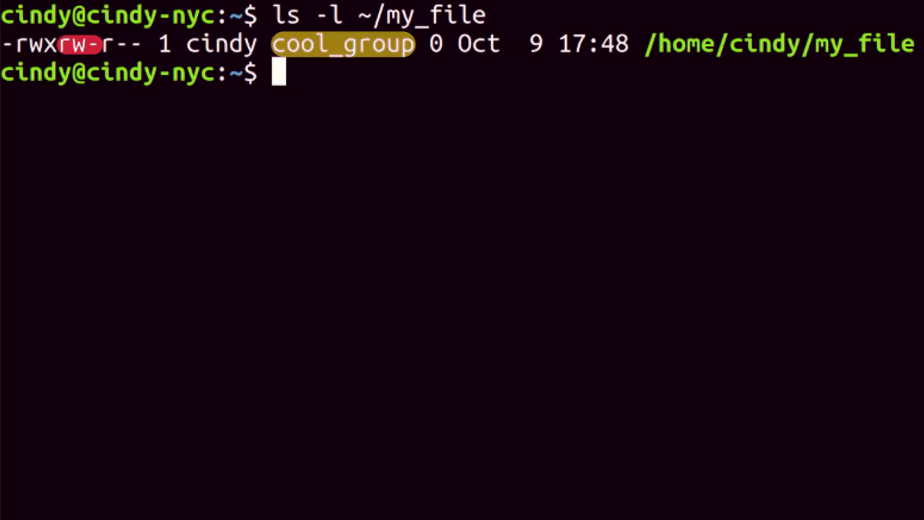 cindy@cindy-nyc:~$ ls -l ~/my_file
-rwxrw-r-- 1 cindy cool_group 0 Oct  9 17:48 /home/cindy/my_file
cindy@cindy-nyc:~$